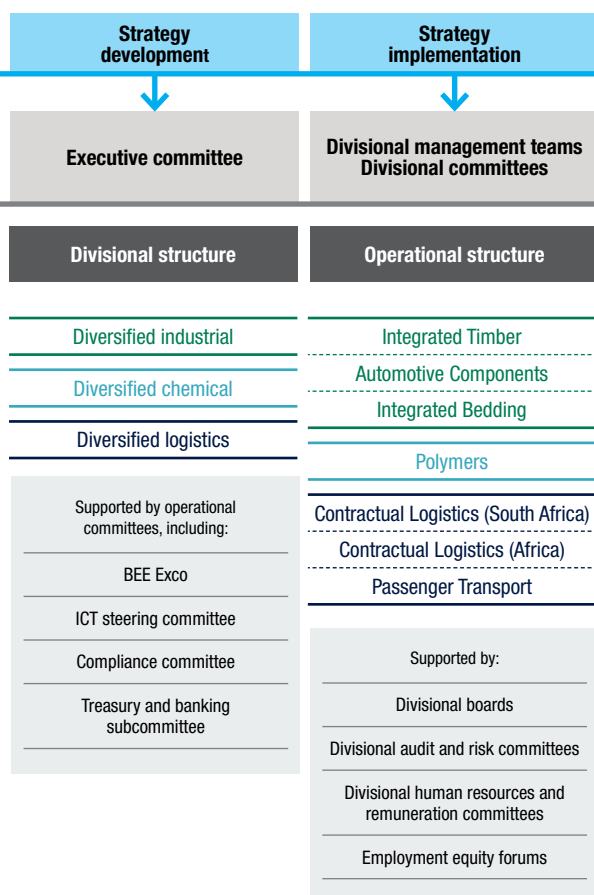 Strategy
development
Executive committee
Divisional structure
Diversified industrial
Diversified chemical
Diversified logistics
Supported by operational
committees, including:
BEE Exco
ICT steering committee
Compliance committee
Treasury and banking
subcommittee
Strategy
implementation
Divisional management teams
Divisional committees
Operational structure
Integrated Timber
Automotive Components
Integrated Bedding
Polymers
Contractual Logistics (South Africa)
Contractual Logistics (Africa)
Passenger Transport
Supported by:
Divisional boards
Divisional audit and risk committees
Divisional human resources and
remuneration committees
Employment equity forums